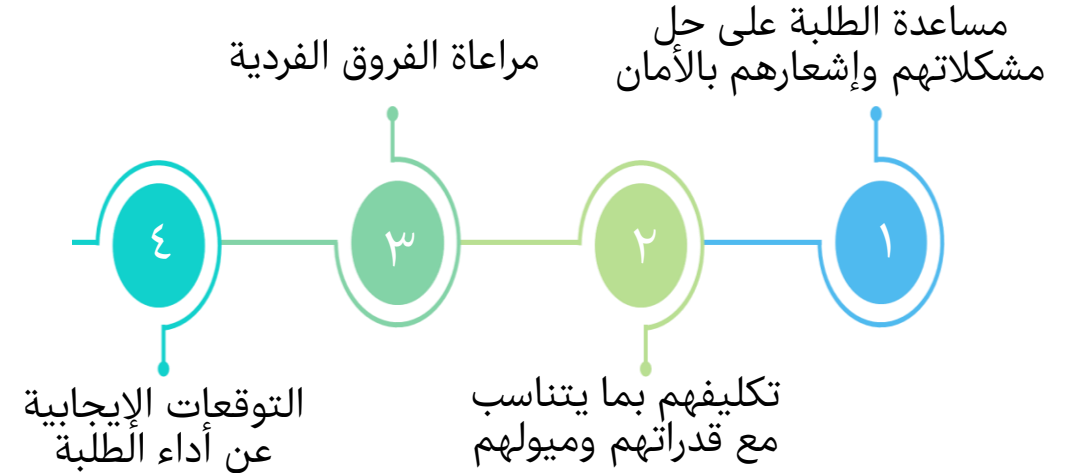 ١
مساعدة الطلبة على حل
مشكلاتهم وإشعارهم بالأمان
٢
تكليفهم بما يتناسب
مع قدراتهم وميولهم
٣
مراعاة الفروق الفردية
٤
التوقعات الإيجابية
عن أداء الطلبة